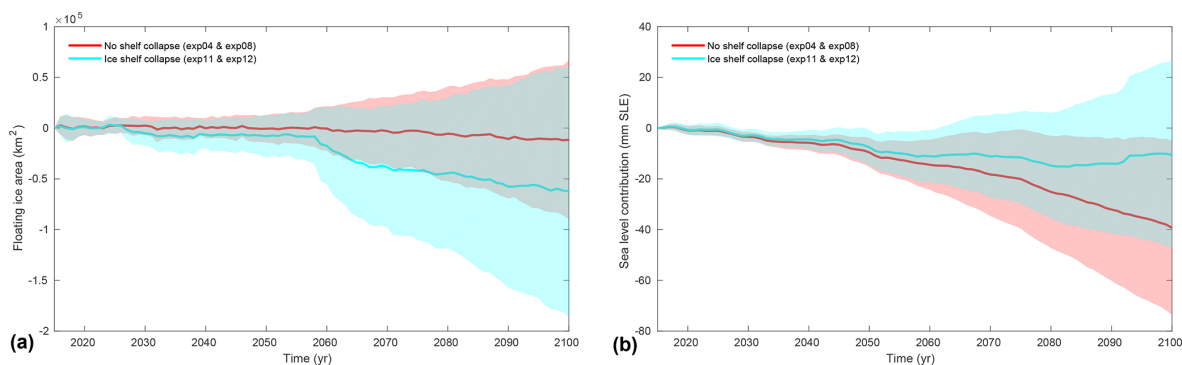 × 10^5
1
0.5
0
-0.5
-1
-1.5
-2
Floating ice area (km^2)
No shelf collapse (exp04 & exp08)
Ice shelf collapse (exp11 & exp12)
2020 2030 2040 2050 2060 2070 2080 2090 2100
Time (yr)
(a)
40
20
0
-20
-40
-60
-80
Sea level contribution (mm SLE)
No shelf collapse (exp04 & exp08)
Ice shelf collapse (exp11 & exp12)
2020 2030 2040 2050 2060 2070 2080 2090 2100
Time (yr)
(b)